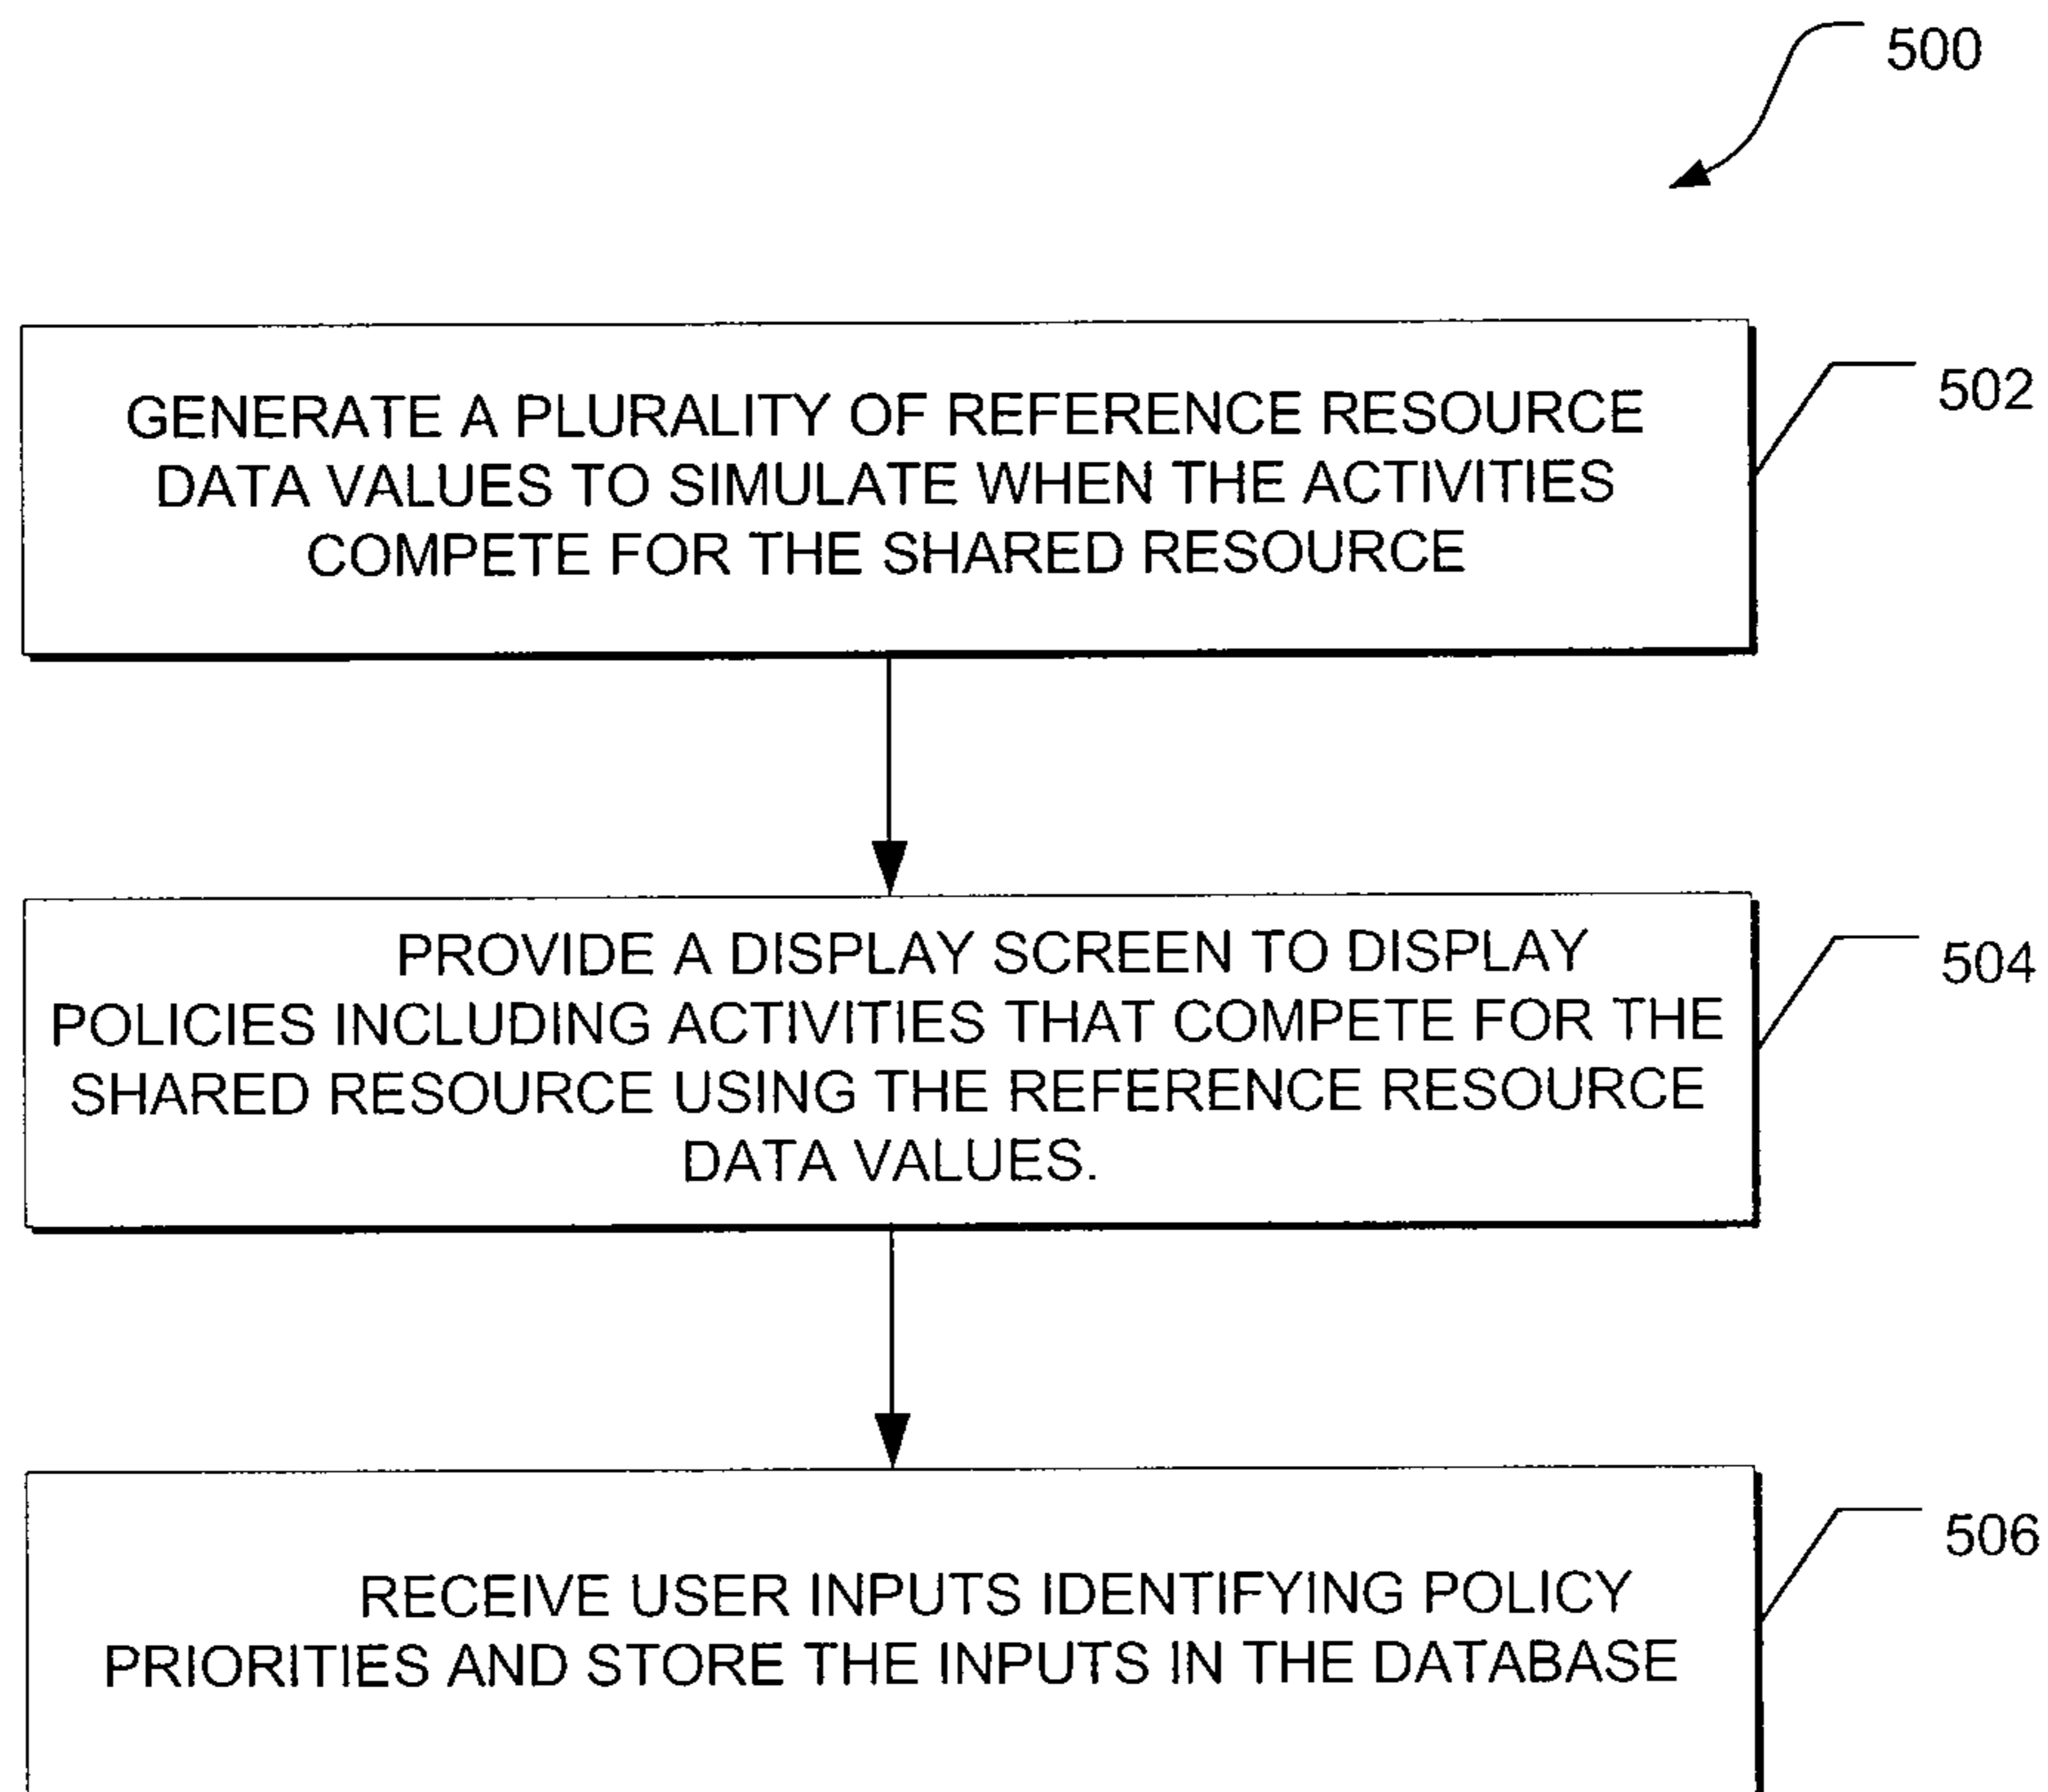 500
GENERATE A PLURALITY OF REFERENCE RESOURCE
DATA VALUES TO SIMULATE WHEN THE ACTIVITIES
COMPETE FOR THE SHARED RESOURCE
502
PROVIDE A DISPLAY SCREEN TO DISPLAY
POLICIES INCLUDING ACTIVITIES THAT COMPETE FOR THE
SHARED RESOURCE USING THE REFERENCE RESOURCE
DATA VALUES.
504
RECEIVE USER INPUTS IDENTIFYING POLICY
PRIORITIES AND STORE THE INPUTS IN THE DATABASE
506